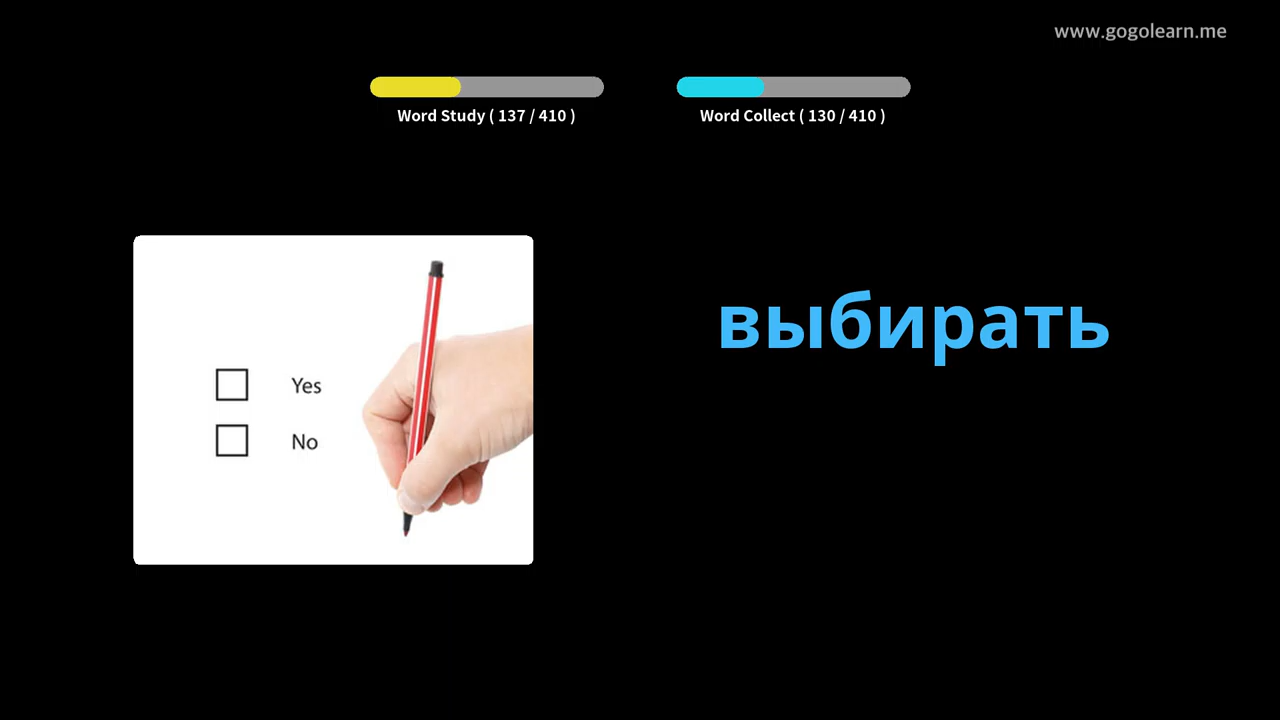 www.gogolearn.me
Word Study ( 137 / 410 )
Word Collect ( 130 / 410 )
выбирать
Yes
No